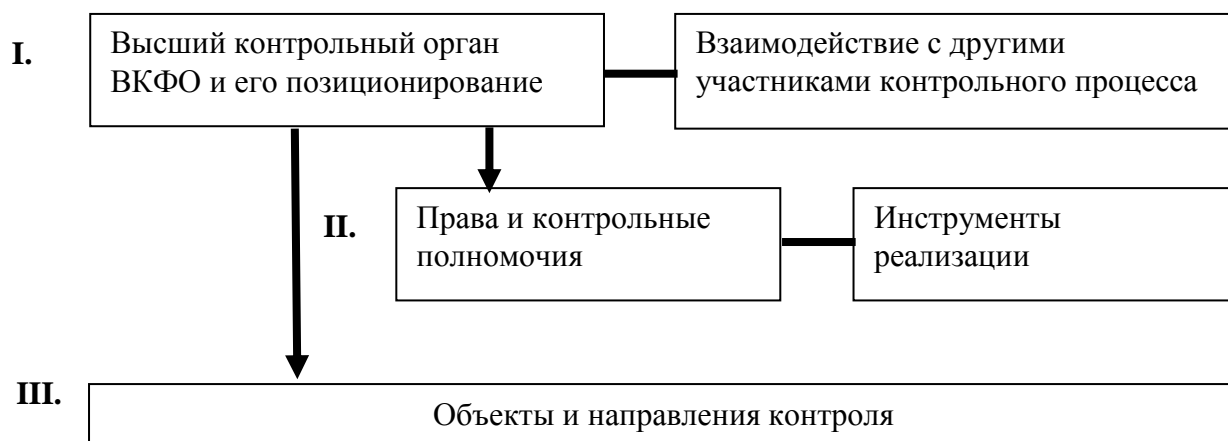 I.
Высший контрольный орган
ВКФО и его позиционирование
Взаимодействие с другими
участниками контрольного процесса
II.
Права и контрольные
полномочия
Инструменты
реализации
III.
Объекты и направления контроля